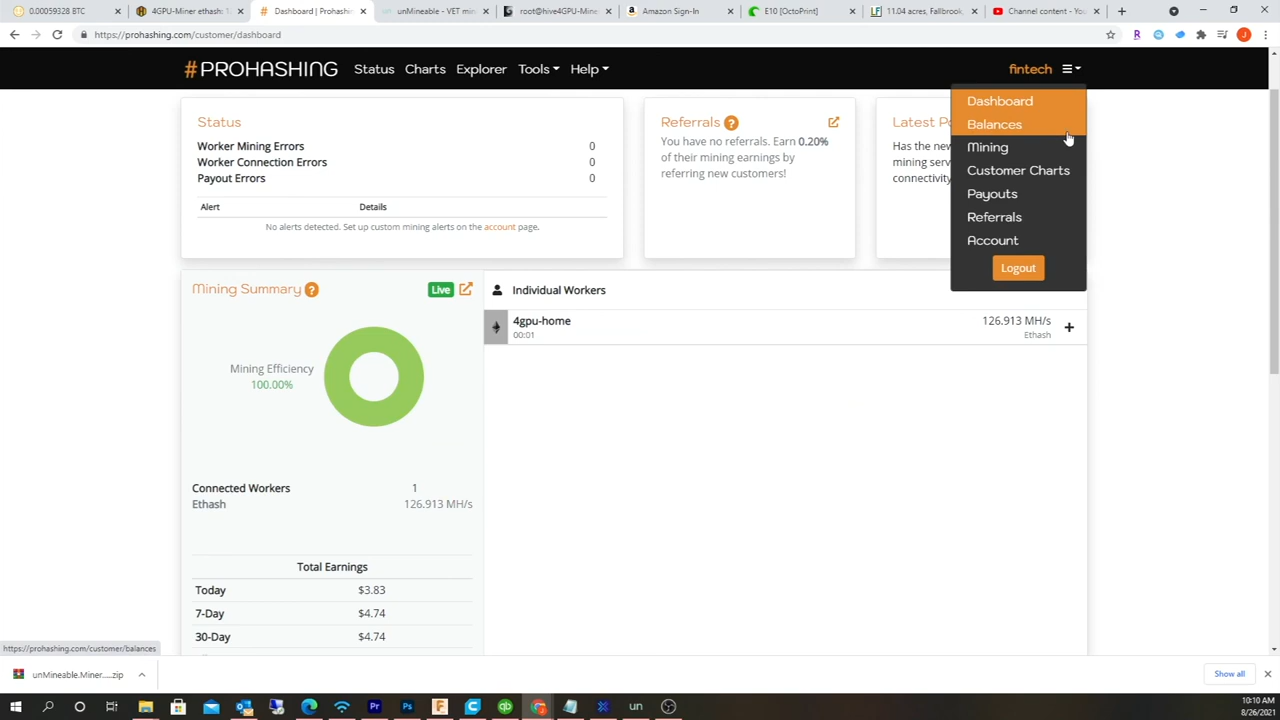 0.00059328 BTC
4GPU-Miner ethash: 1
Dashboard | Prohashin
unMineable - VET min
root@hive4GPU-Mine
Amazon Sign-In
E10 [OctoPrint]
11.04 acres, Fallbrook,
Channel content - You
https://prohashing.com/customer/dashboard
#PROHASHING
Status
Charts
Explorer
Tools
Help
fintech
Dashboard
Balances
Mining
Customer Charts
Payouts
Referrals
Account
Logout
Status
Worker Mining Errors 0
Worker Connection Errors 0
Payout Errors 0
Alert Details
No alerts detected. Set up custom mining alerts on the account page.
Referrals ?
You have no referrals. Earn 0.20%
of their mining earnings by
referring new customers!
Latest Po
Has the new
mining serv
connectivity
Mining Summary ?
Live
Mining Efficiency
100.00%
Connected Workers 1
Ethash 126.913 MH/s
Total Earnings
Today $3.83
7-Day $4.74
30-Day $4.74
Individual Workers
4gpu-home 126.913 MH/s
00:01 Ethash
https://prohashing.com/customer/balances
unMineable.Miner.....zip
Show all
10:10 AM
8/26/2021